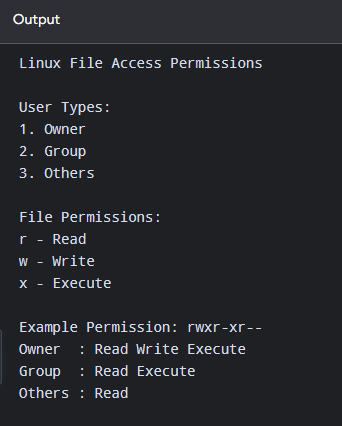 Output
Linux File Access Permissions
User Types:
1. Owner
2. Group
3. Others
File Permissions:
r - Read
w - Write
x - Execute
Example Permission: rwxr-xr--
Owner  : Read Write Execute
Group  : Read Execute
Others : Read